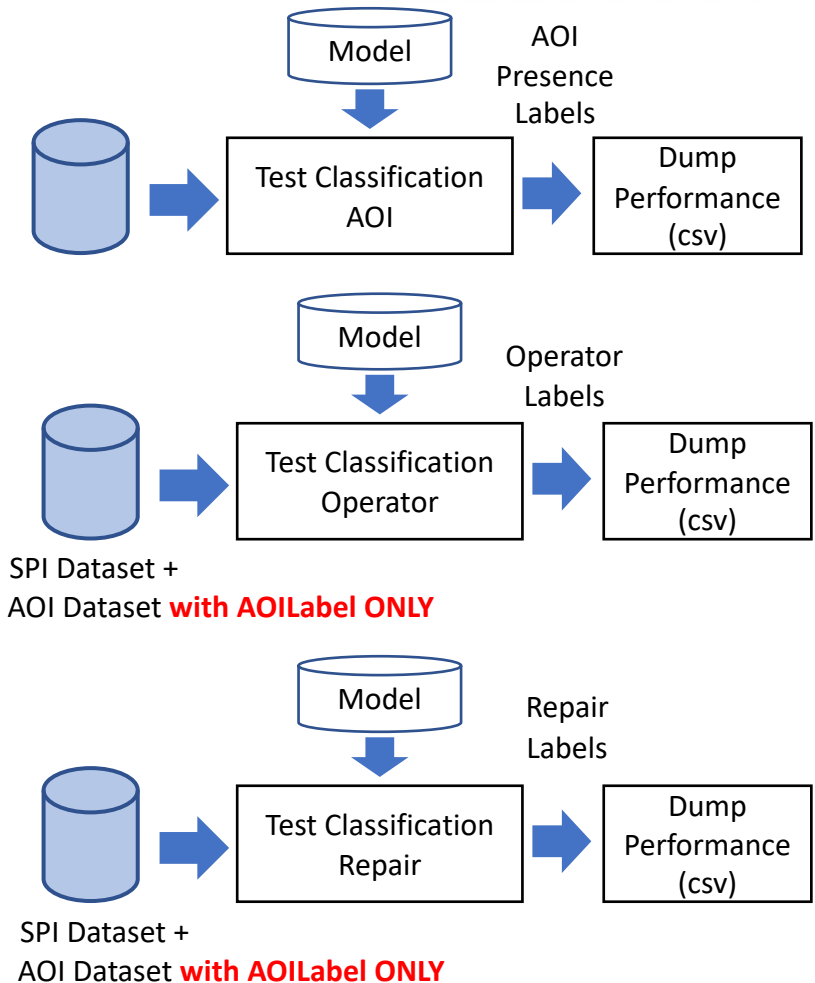 Model
AOI
Presence
Labels
Test Classification
AOI
Dump
Performance
(csv)
Model
Operator
Labels
Test Classification
Operator
Dump
Performance
(csv)
SPI Dataset +
AOI Dataset with AOILabel ONLY
Model
Repair
Labels
Test Classification
Repair
Dump
Performance
(csv)
SPI Dataset +
AOI Dataset with AOILabel ONLY